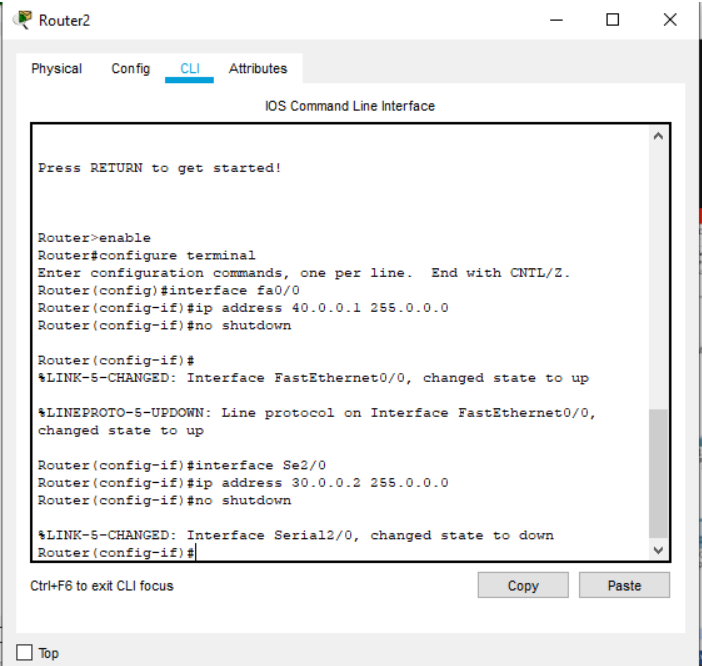 Router2
Physical Config CLI Attributes
IOS Command Line Interface
Press RETURN to get started!
Router>enable
Router#configure terminal
Enter configuration commands, one per line.  End with CNTL/Z.
Router(config)#interface fa0/0
Router(config-if)#ip address 40.0.0.1 255.0.0.0
Router(config-if)#no shutdown
Router(config-if)#
%LINK-5-CHANGED: Interface FastEthernet0/0, changed state to up
%LINEPROTO-5-UPDOWN: Line protocol on Interface FastEthernet0/0,
changed state to up
Router(config-if)#interface Se2/0
Router(config-if)#ip address 30.0.0.2 255.0.0.0
Router(config-if)#no shutdown
%LINK-5-CHANGED: Interface Serial2/0, changed state to down
Router(config-if)#
Ctrl+F6 to exit CLI focus
Copy Paste
Top